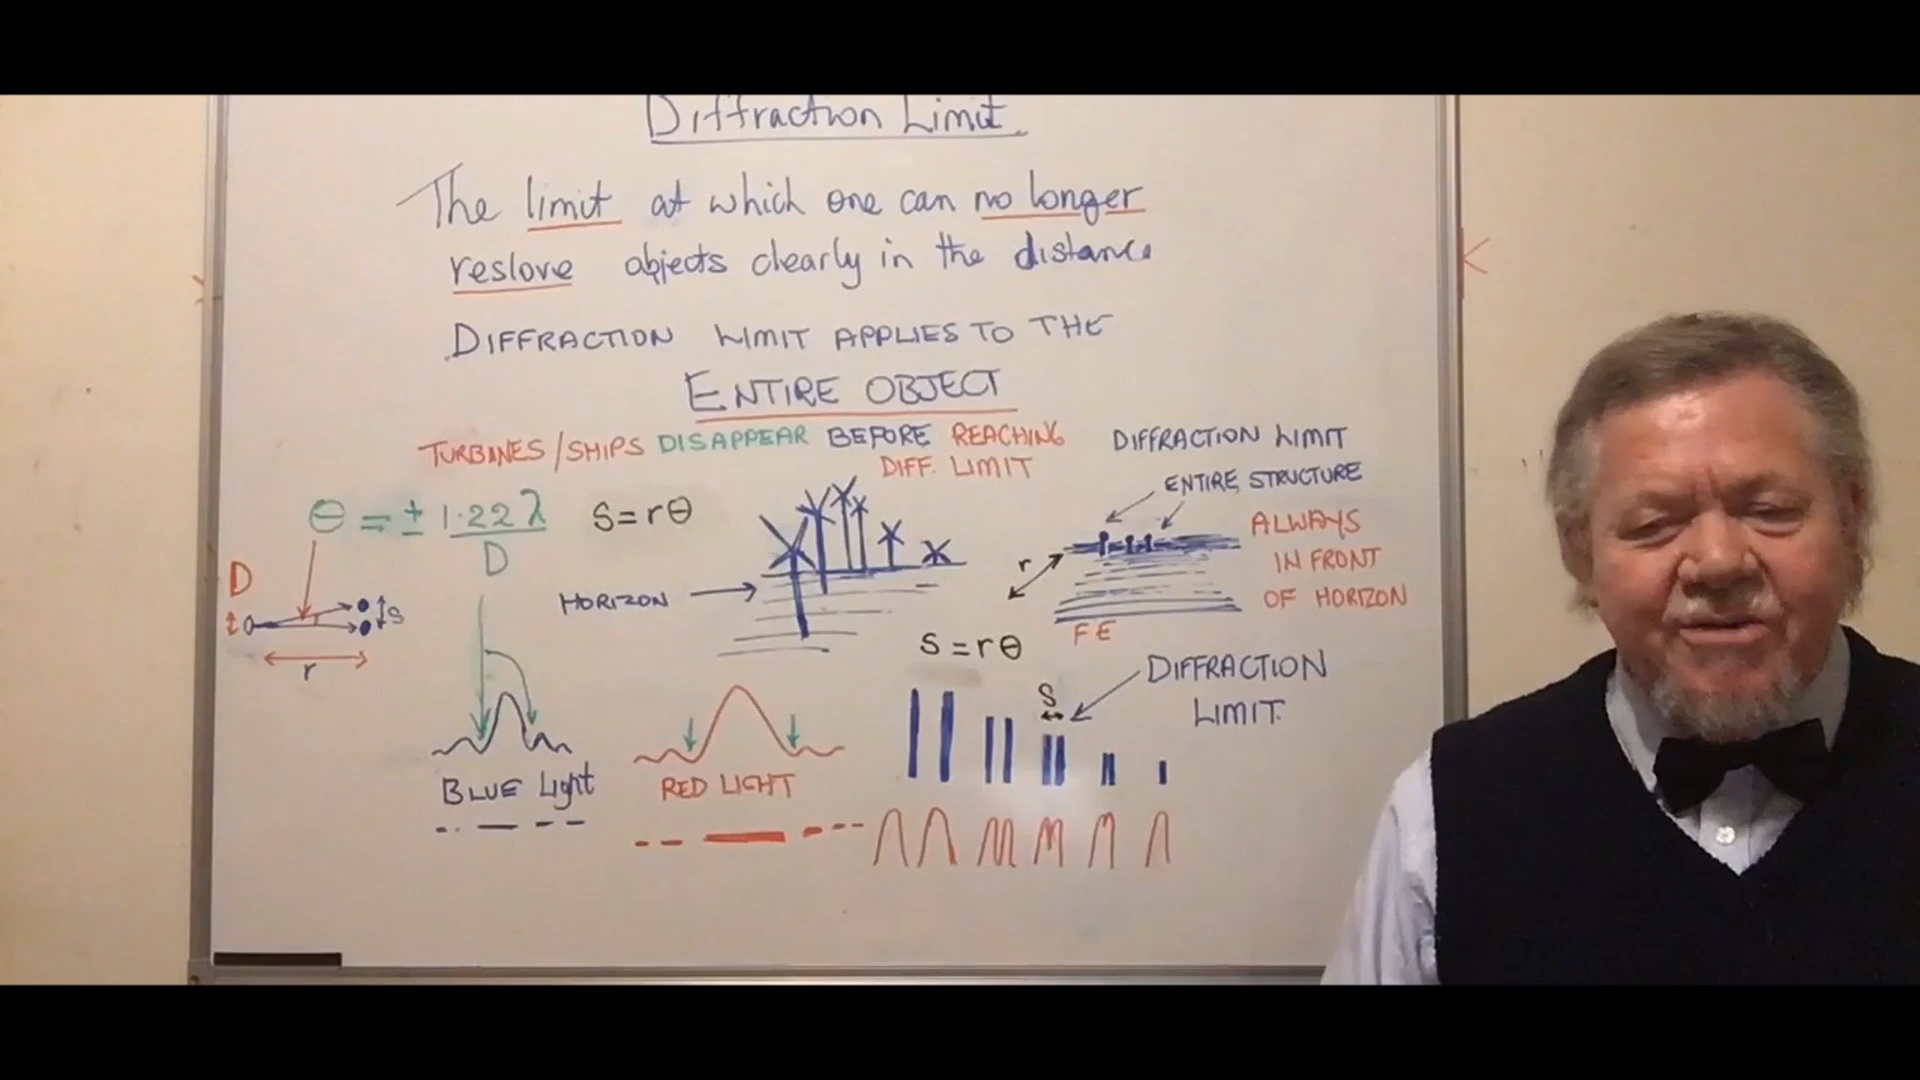 Diffraction Limit
The limit at which one can no longer
reslove objects clearly in the distance
DIFFRACTION LIMIT APPLIES TO THE
ENTIRE OBJECT
TURBINES/SHIPS DISAPPEAR BEFORE REACHING
DIFF. LIMIT
DIFFRACTION LIMIT
ENTIRE STRUCTURE
θ = ± 1.22λ
D
S=rθ
ALWAYS
IN FRONT
OF HORIZON
D
S
r
HORIZON
r
FE
S=rθ
DIFFRACTION
LIMIT
S
BLUE Light
RED LIGHT